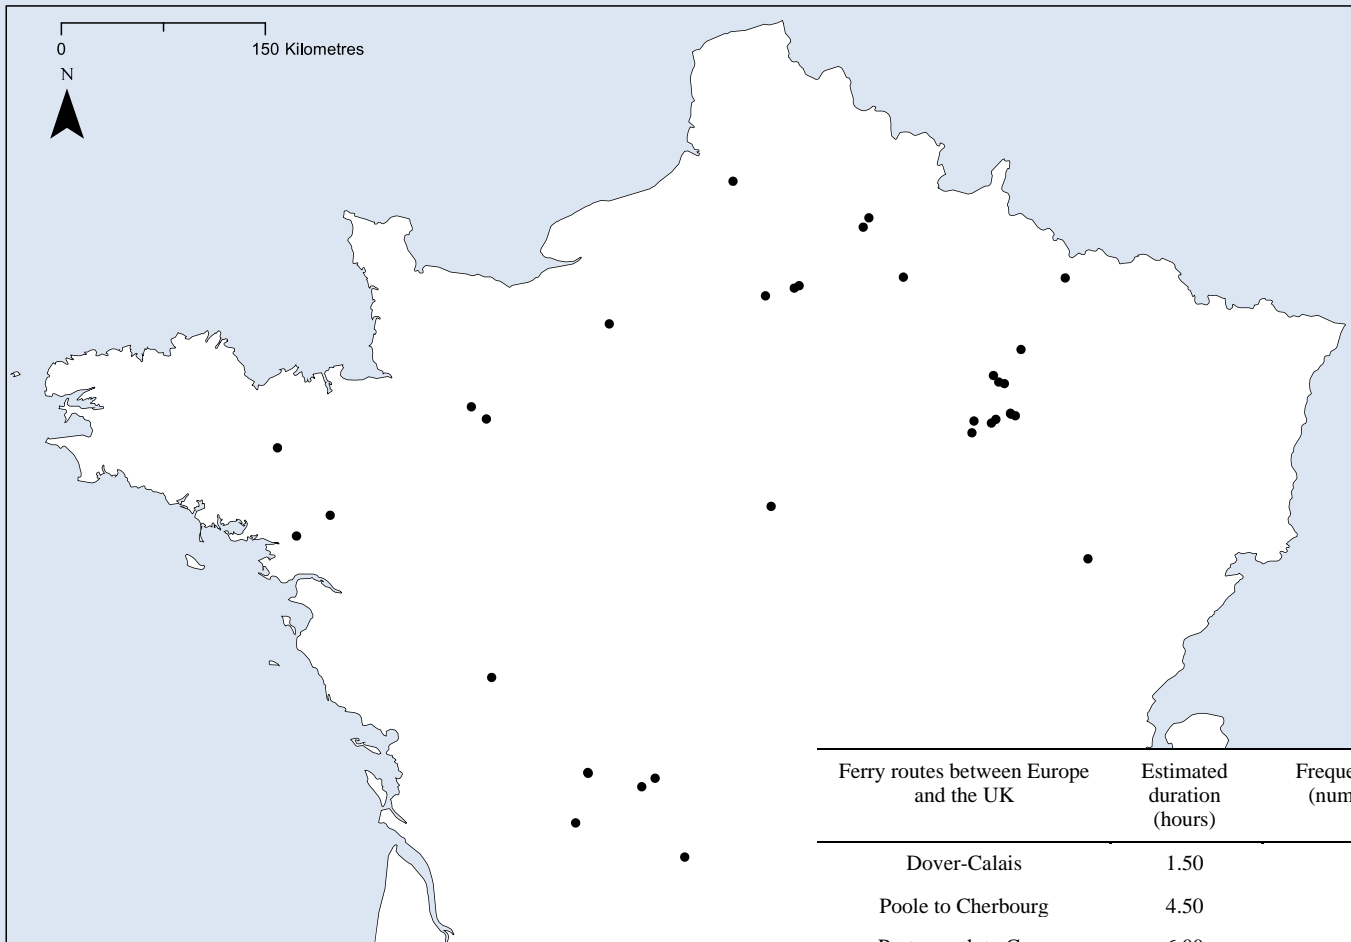 0
150 Kilometres
N
Ferry routes between Europe
and the UK
Estimated
duration
(hours)
Dover-Calais
1.50
Poole to Cherbourg
4.50